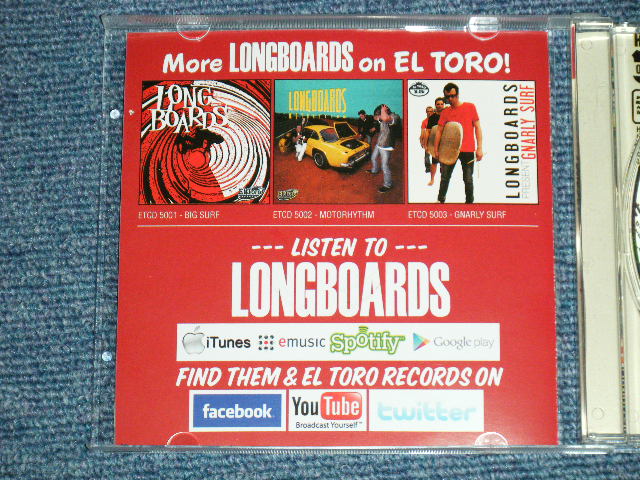 More LONGBOARDS on EL TORO!
LONG
BOARDS
LONGBOARDS
LONGBOARDS
PRESENT GNARLY SURF
ETCD 5001 - BIG SURF
ETCD 5002 - MOTORHYTHM
ETCD 5003 - GNARLY SURF
--- LISTEN TO ---
LONGBOARDS
iTunes
emusic
Spotify
Google play
FIND THEM & EL TORO RECORDS ON
facebook
YouTube
Broadcast Yourself™
twitter